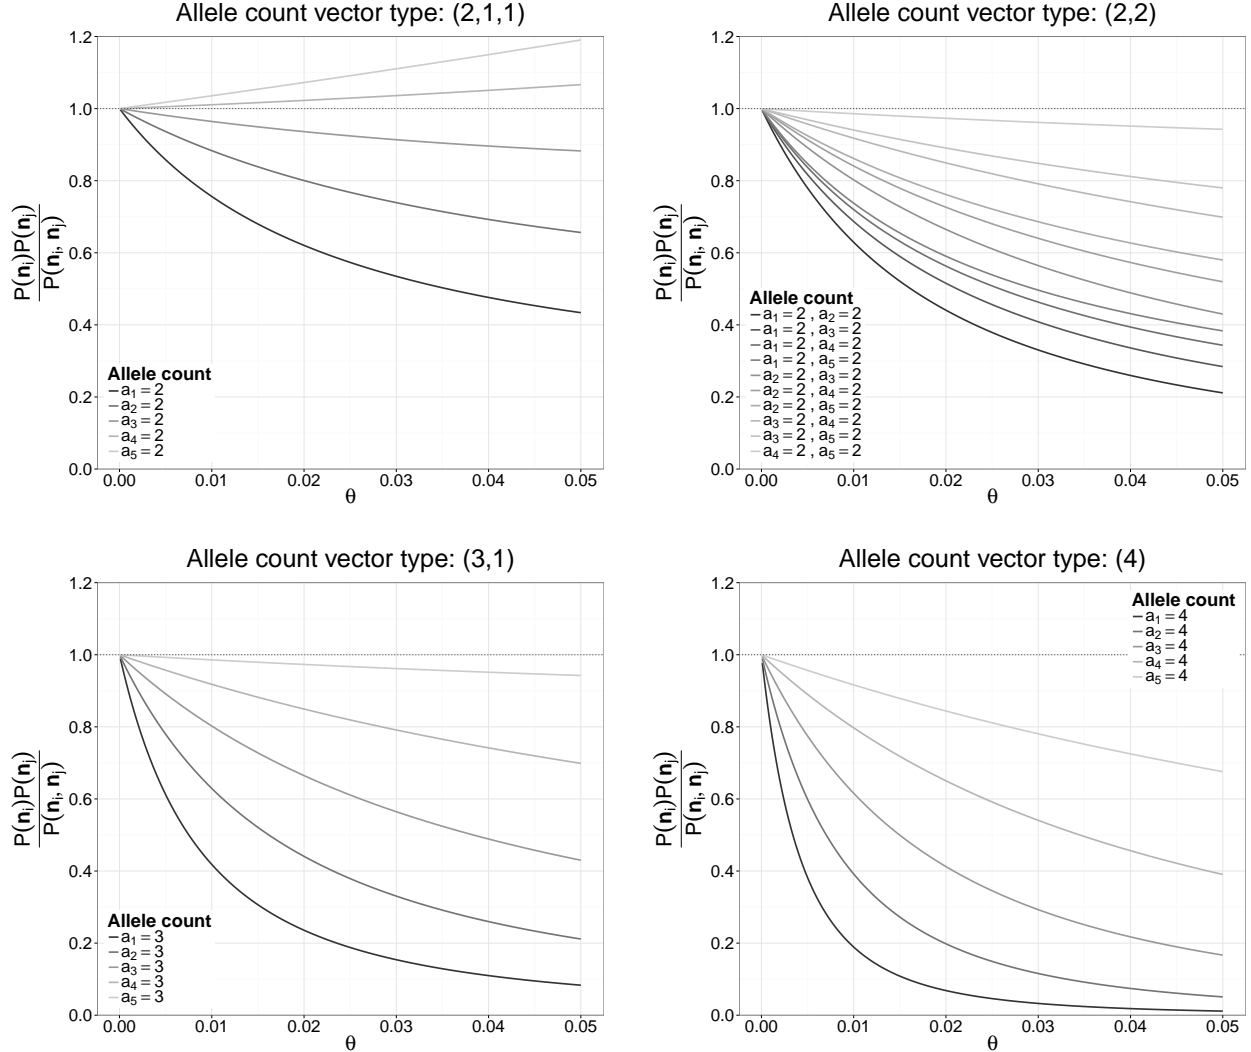 Allele count vector type: (2,1,1)
1.2
1.0
0.8
0.6
0.4
0.2
0.0
P(nᵢ)P(nⱼ)
P(nᵢ, nⱼ)
Allele count
a₁ = 2
a₂ = 2
a₃ = 2
a₄ = 2
a₅ = 2
0.00 0.01 0.02 0.03 0.04 0.05
θ
Allele count vector type: (2,2)
1.2
1.0
0.8
0.6
0.4
0.2
0.0
P(nᵢ)P(nⱼ)
P(nᵢ, nⱼ)
Allele count
a₁ = 2 , a₂ = 2
a₁ = 2 , a₃ = 2
a₁ = 2 , a₄ = 2
a₁ = 2 , a₅ = 2
a₂ = 2 , a₃ = 2
a₂ = 2 , a₄ = 2
a₂ = 2 , a₅ = 2
a₃ = 2 , a₄ = 2
a₃ = 2 , a₅ = 2
a₄ = 2 , a₅ = 2
0.00 0.01 0.02 0.03 0.04 0.05
θ
Allele count vector type: (3,1)
1.2
1.0
0.8
0.6
0.4
0.2
0.0
P(nᵢ)P(nⱼ)
P(nᵢ, nⱼ)
Allele count
a₁ = 3
a₂ = 3
a₃ = 3
a₄ = 3
a₅ = 3
0.00 0.01 0.02 0.03 0.04 0.05
θ
Allele count vector type: (4)
1.2
1.0
0.8
0.6
0.4
0.2
0.0
P(nᵢ)P(nⱼ)
P(nᵢ, nⱼ)
Allele count
a₁ = 4
a₂ = 4
a₃ = 4
a₄ = 4
a₅ = 4
0.00 0.01 0.02 0.03 0.04 0.05
θ